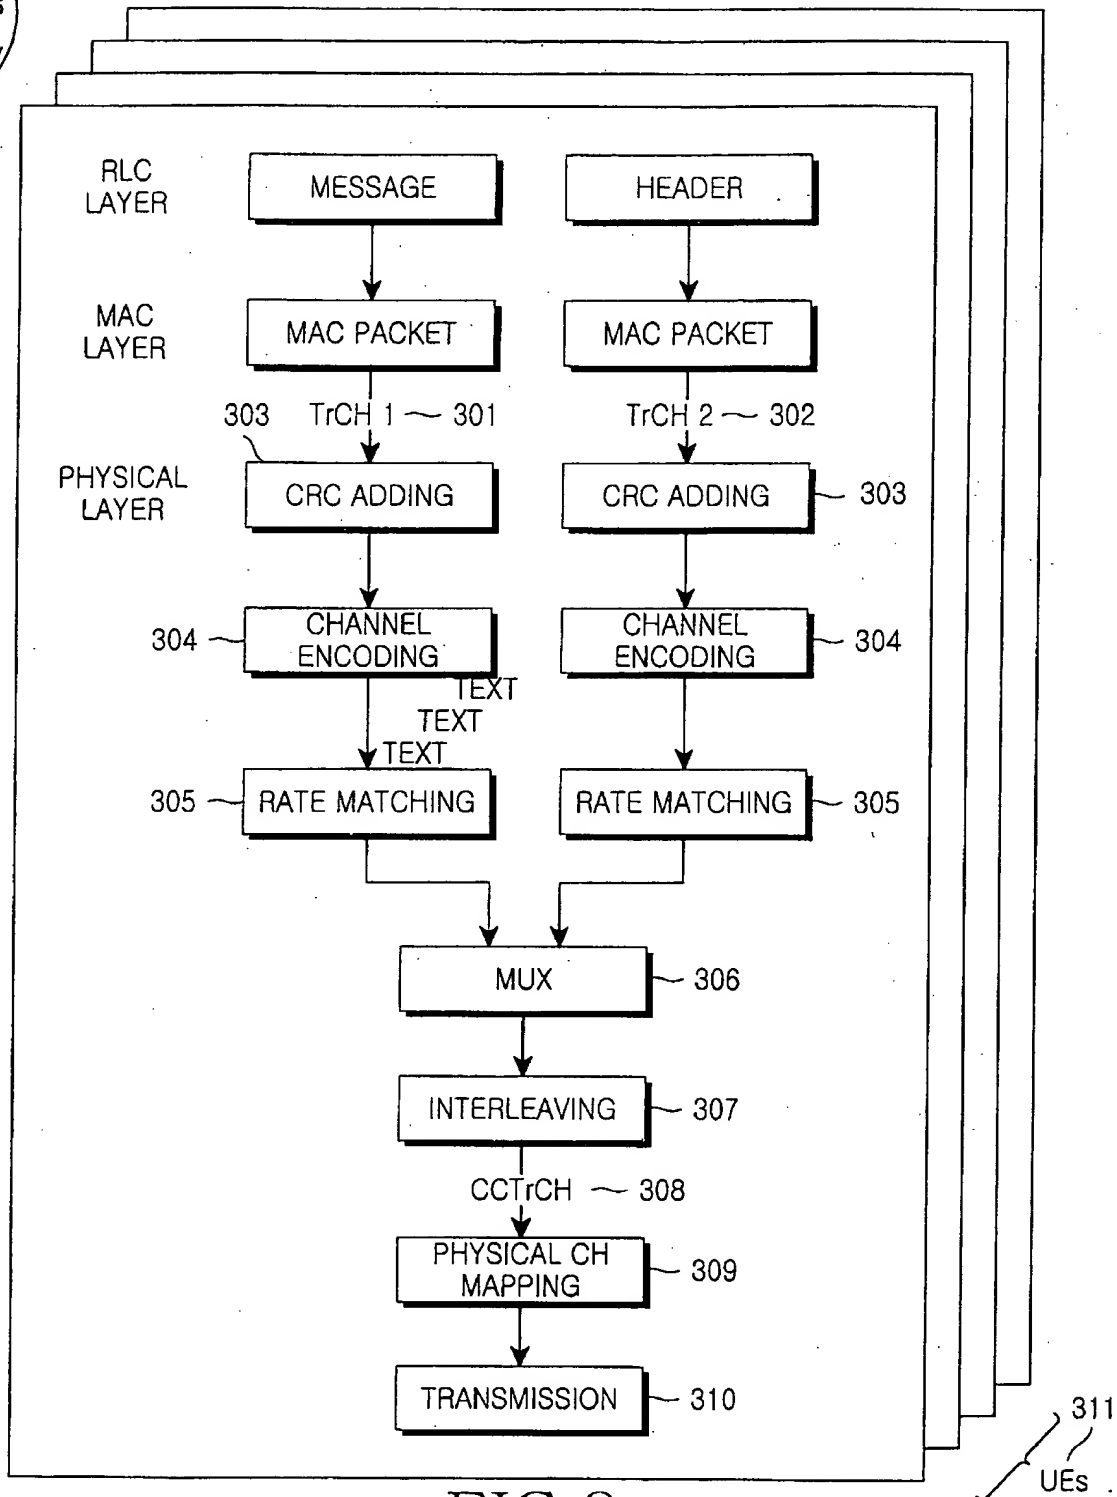 RLC
LAYER
MESSAGE
HEADER
MAC
LAYER
MAC PACKET
MAC PACKET
303
TrCH 1
301
TrCH 2
302
PHYSICAL
LAYER
CRC ADDING
CRC ADDING
303
304
CHANNEL
ENCODING
CHANNEL
ENCODING
304
TEXT
TEXT
TEXT
305
RATE MATCHING
RATE MATCHING
305
MUX
306
INTERLEAVING
307
CCTrCH
308
PHYSICAL CH
MAPPING
309
TRANSMISSION
310
311
UEs